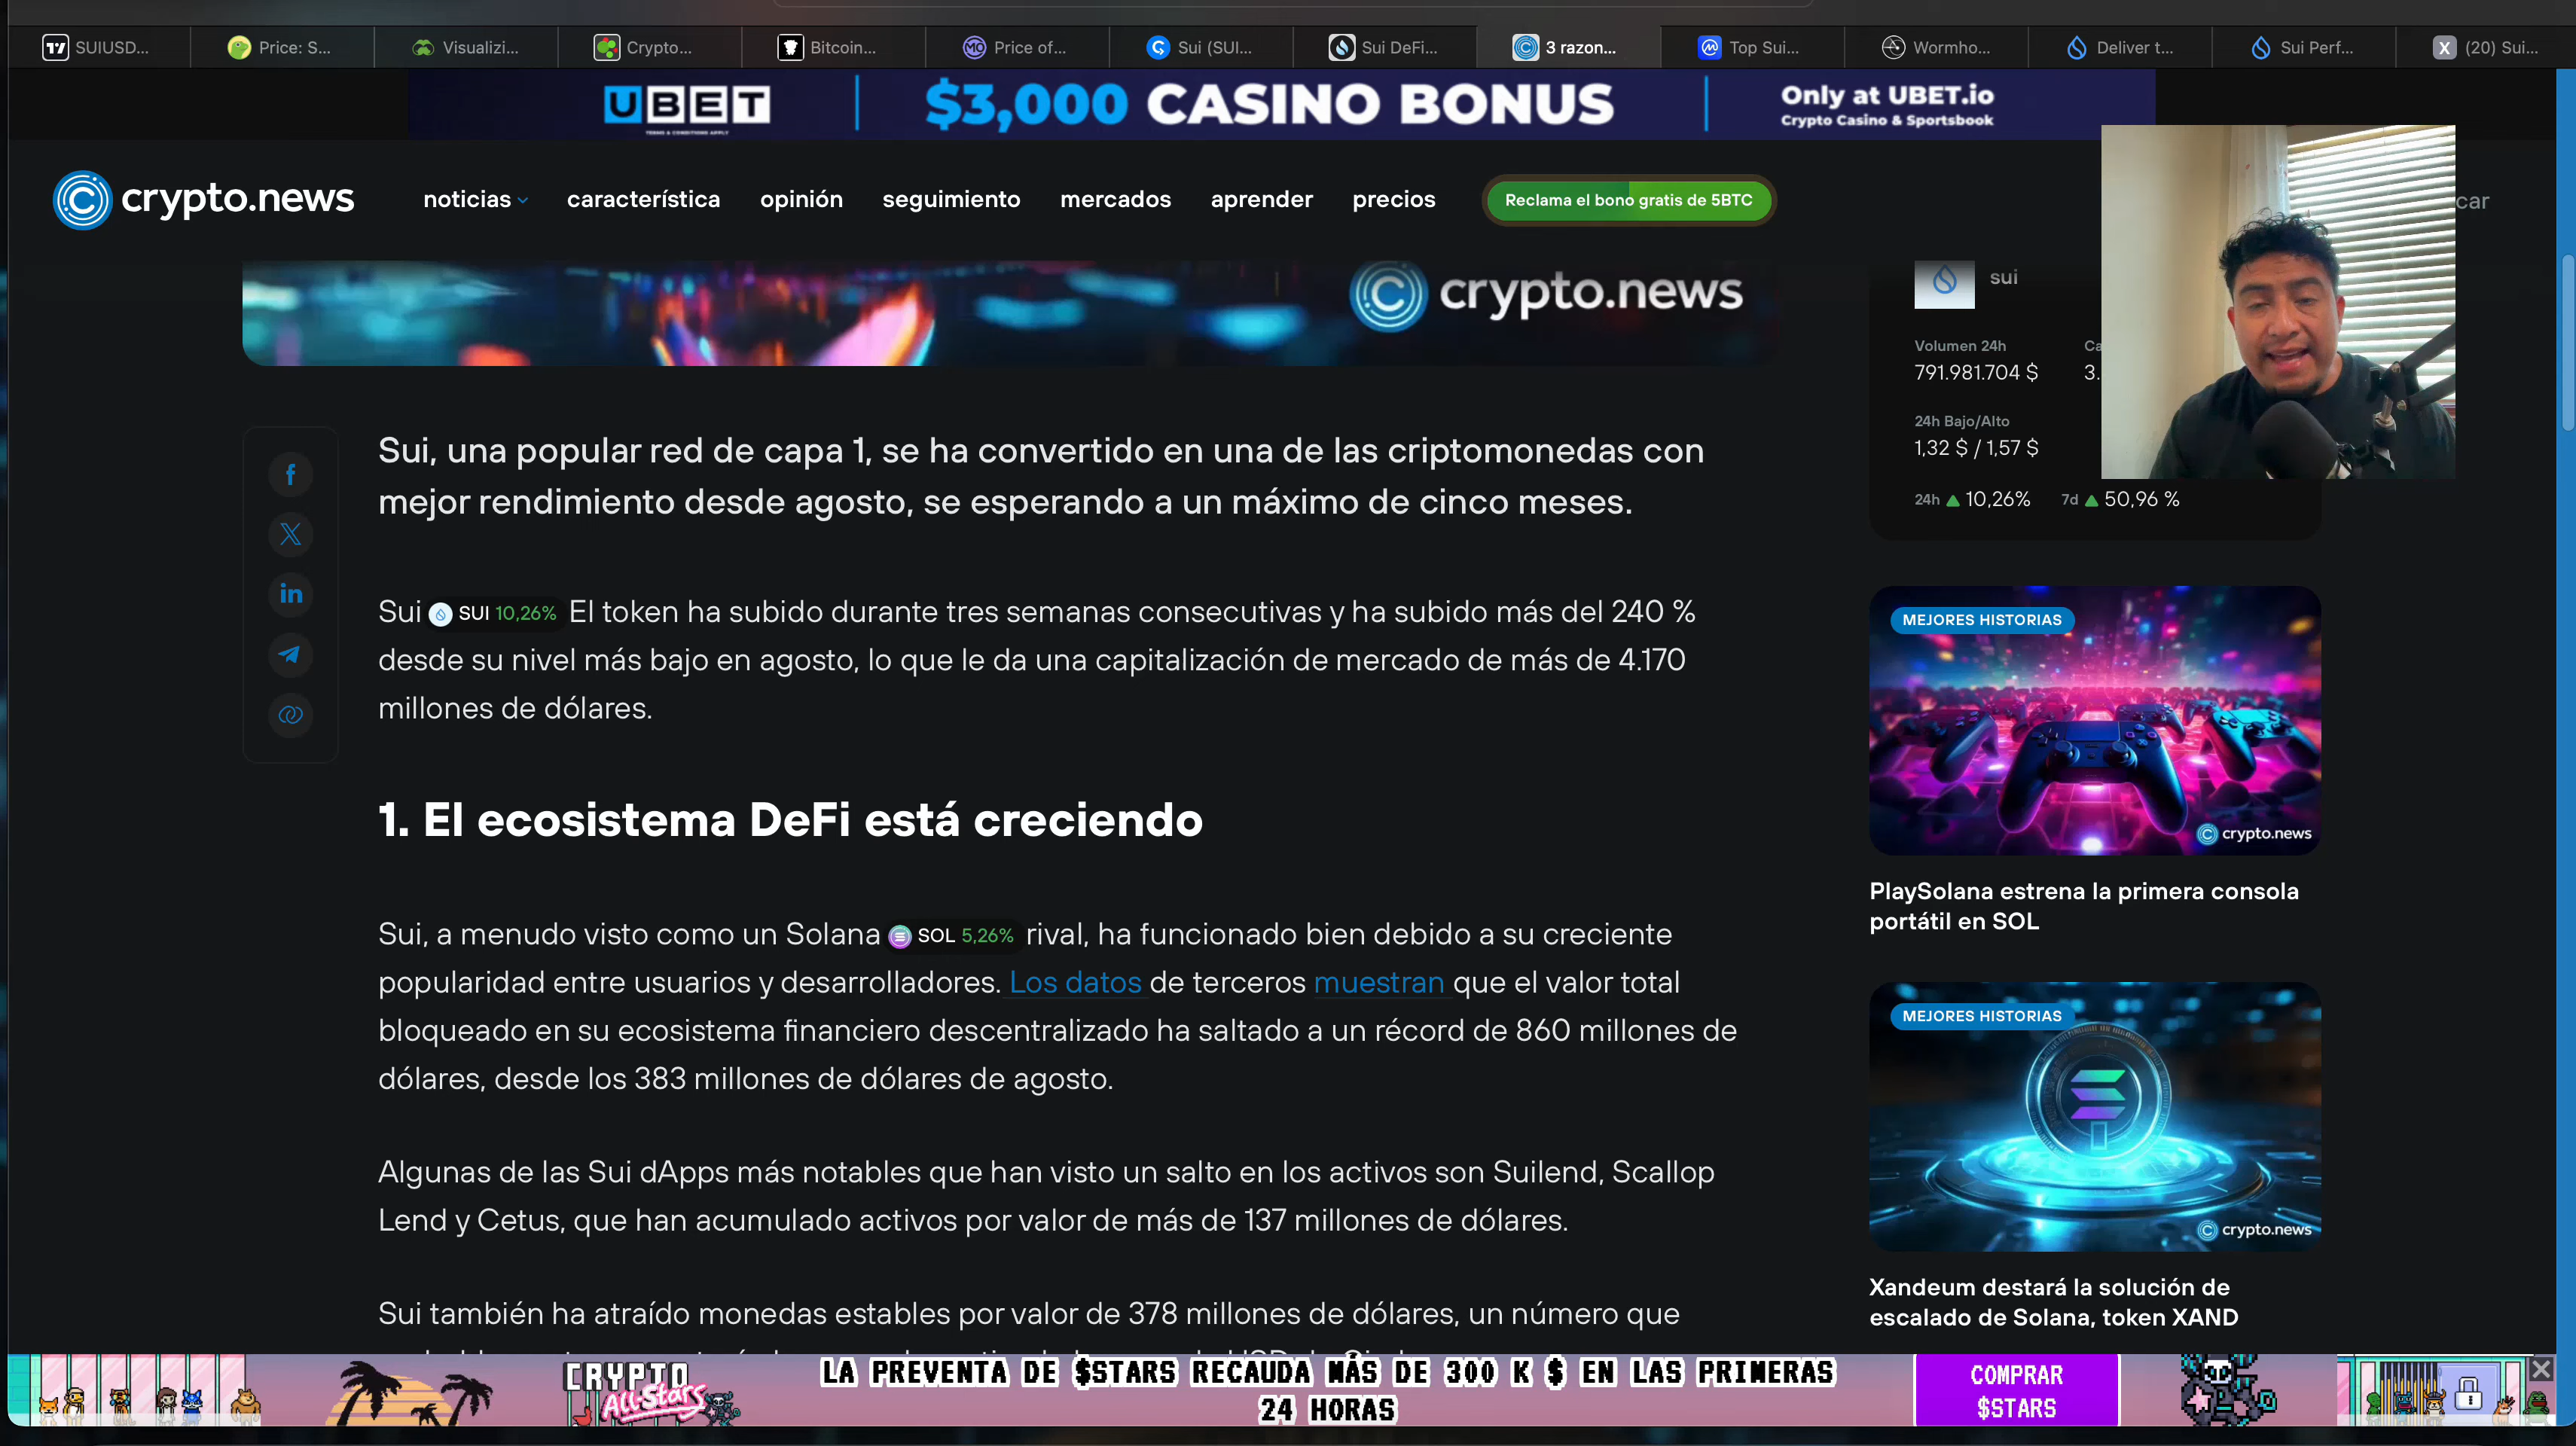 SUIUSD...
Price: S...
Visualizi...
Crypto...
Bitcoin...
Price of...
Sui (SUI...
Sui DeFi...
3 razon...
Top Sui...
Wormho...
Deliver t...
Sui Perf...
(20) Sui...
UBET
TERMS & CONDITIONS APPLY
$3,000 CASINO BONUS
Only at UBET.io
Crypto Casino & Sportsbook
crypto.news
noticias
característica
opinión
seguimiento
mercados
aprender
precios
Reclama el bono gratis de 5BTC
car
crypto.news
sui
Volumen 24h
Ca
791.981.704 $
3.
24h Bajo/Alto
1,32 $ / 1,57 $
24h 10,26% 7d 50,96 %
Sui, una popular red de capa 1, se ha convertido en una de las criptomonedas con
mejor rendimiento desde agosto, se esperando a un máximo de cinco meses.
Sui SUI 10,26% El token ha subido durante tres semanas consecutivas y ha subido más del 240 %
desde su nivel más bajo en agosto, lo que le da una capitalización de mercado de más de 4.170
millones de dólares.
1. El ecosistema DeFi está creciendo
Sui, a menudo visto como un Solana SOL 5,26% rival, ha funcionado bien debido a su creciente
popularidad entre usuarios y desarrolladores. Los datos de terceros muestran que el valor total
bloqueado en su ecosistema financiero descentralizado ha saltado a un récord de 860 millones de
dólares, desde los 383 millones de dólares de agosto.
Algunas de las Sui dApps más notables que han visto un salto en los activos son Suilend, Scallop
Lend y Cetus, que han acumulado activos por valor de más de 137 millones de dólares.
Sui también ha atraído monedas estables por valor de 378 millones de dólares, un número que
MEJORES HISTORIAS
crypto.news
PlaySolana estrena la primera consola
portátil en SOL
MEJORES HISTORIAS
crypto.news
Xandeum destará la solución de
escalado de Solana, token XAND
CRYPTO
All-Stars
LA PREVENTA DE $STARS RECAUDA MÁS DE 300 K $ EN LAS PRIMERAS
24 HORAS
COMPRAR
$STARS